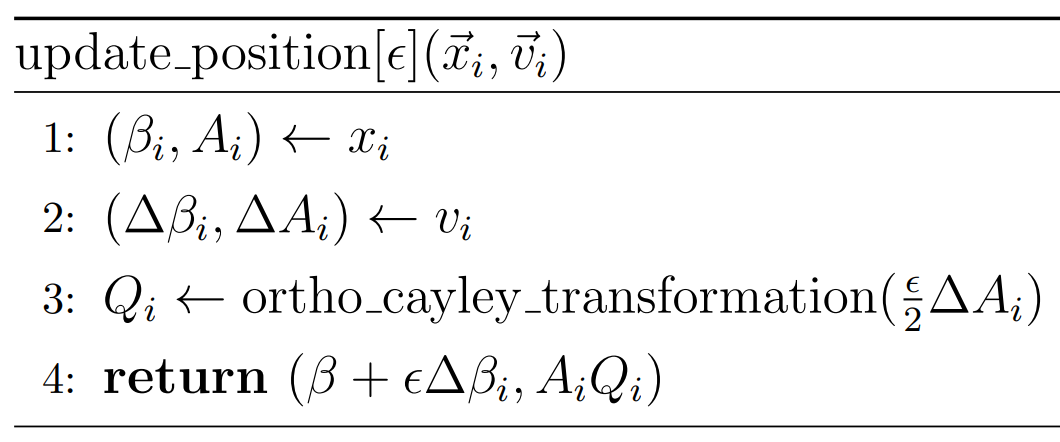 update_position[ϵ](x⃗ᵢ, v⃗ᵢ)
1: (βᵢ, Aᵢ) ← xᵢ
2: (Δβᵢ, ΔAᵢ) ← vᵢ
3: Qᵢ ← ortho_cayley_transformation(ϵ/2 ΔAᵢ)
4: return (β + ϵΔβᵢ, AᵢQᵢ)